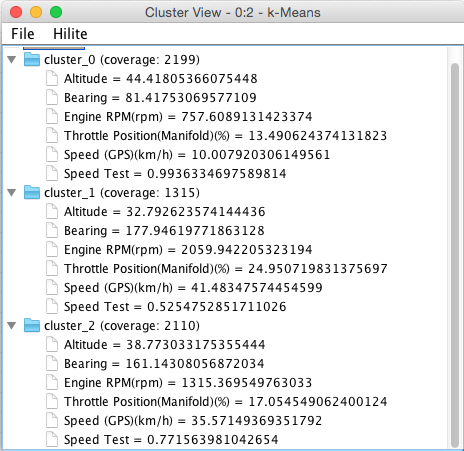 Cluster View - 0:2 - k-Means
File Hilite
cluster_0 (coverage: 2199)
Altitude = 44.41805366075448
Bearing = 81.41753069577109
Engine RPM(rpm) = 757.6089131423374
Throttle Position(Manifold)(%) = 13.490624374131823
Speed (GPS)(km/h) = 10.007920306149561
Speed Test = 0.9936334697589814
cluster_1 (coverage: 1315)
Altitude = 32.792623574144436
Bearing = 177.94619771863128
Engine RPM(rpm) = 2059.942205323194
Throttle Position(Manifold)(%) = 24.950719831375697
Speed (GPS)(km/h) = 41.48347574454599
Speed Test = 0.5254752851711026
cluster_2 (coverage: 2110)
Altitude = 38.773033175355444
Bearing = 161.14308056872034
Engine RPM(rpm) = 1315.369549763033
Throttle Position(Manifold)(%) = 17.054549062400124
Speed (GPS)(km/h) = 35.57149369351792
Speed Test = 0.771563981042654